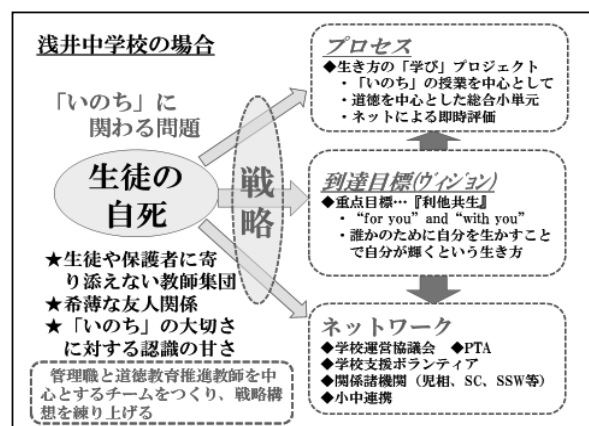 浅井中学校の場合
「いのち」に
関わる問題
生徒の
自死
★生徒や保護者に寄
り添えない教師集団
★希薄な友人関係
★「いのち」の大切さ
に対する認識の甘さ
管理職と道徳教育推進教師を中
心とするチームをつくり、戦略構
想を練り上げる
戦略
プロセス
◆生き方の「学び」プロジェクト
・「いのち」の授業を中心として
・道徳を中心とした総合小単元
・ネットによる即時評価
到達目標(ヴィジョン)
◆重点目標…『利他共生』
・“for you” and “with you”
・誰かのために自分を生かすこと
で自分が輝くという生き方
ネットワーク
◆学校運営協議会 ◆PTA
◆学校支援ボランティア
◆関係諸機関（児相、SC、SSW等）
◆小中連携